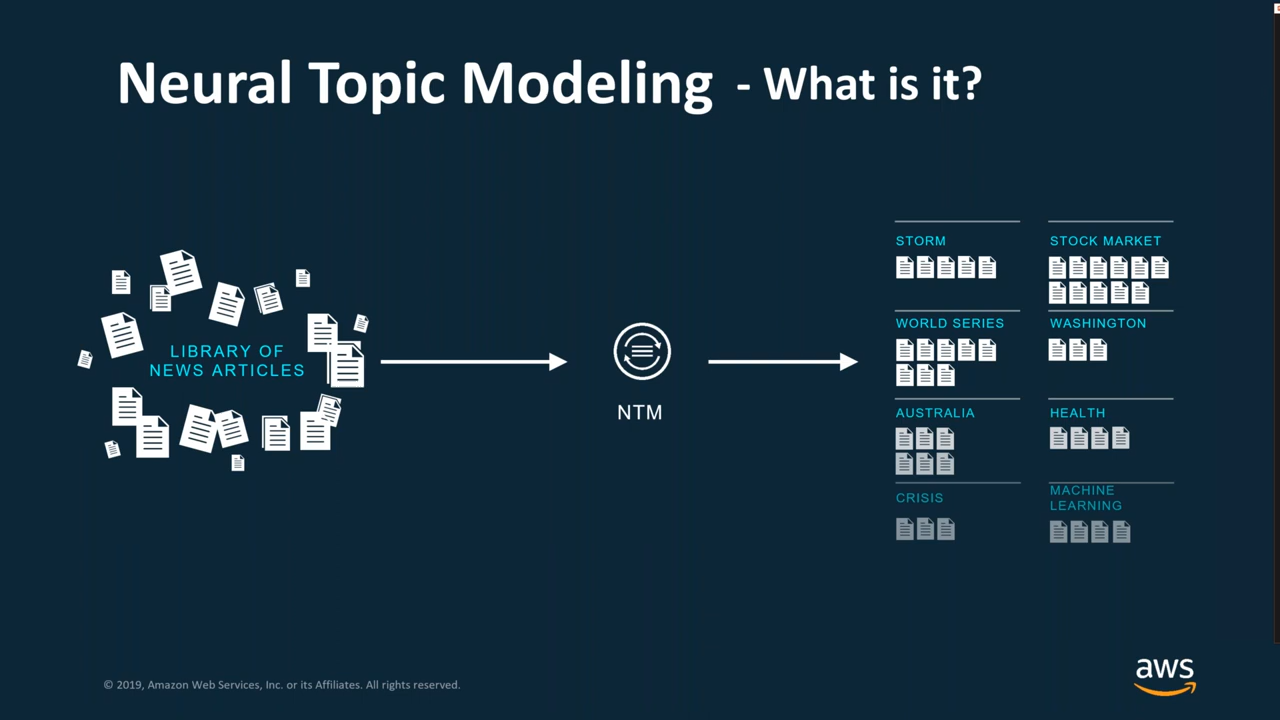 Neural Topic Modeling - What is it?
LIBRARY OF
NEWS ARTICLES
NTM
STORM
STOCK MARKET
WORLD SERIES
WASHINGTON
AUSTRALIA
HEALTH
CRISIS
MACHINE
LEARNING
© 2019, Amazon Web Services, Inc. or its Affiliates. All rights reserved.
aws